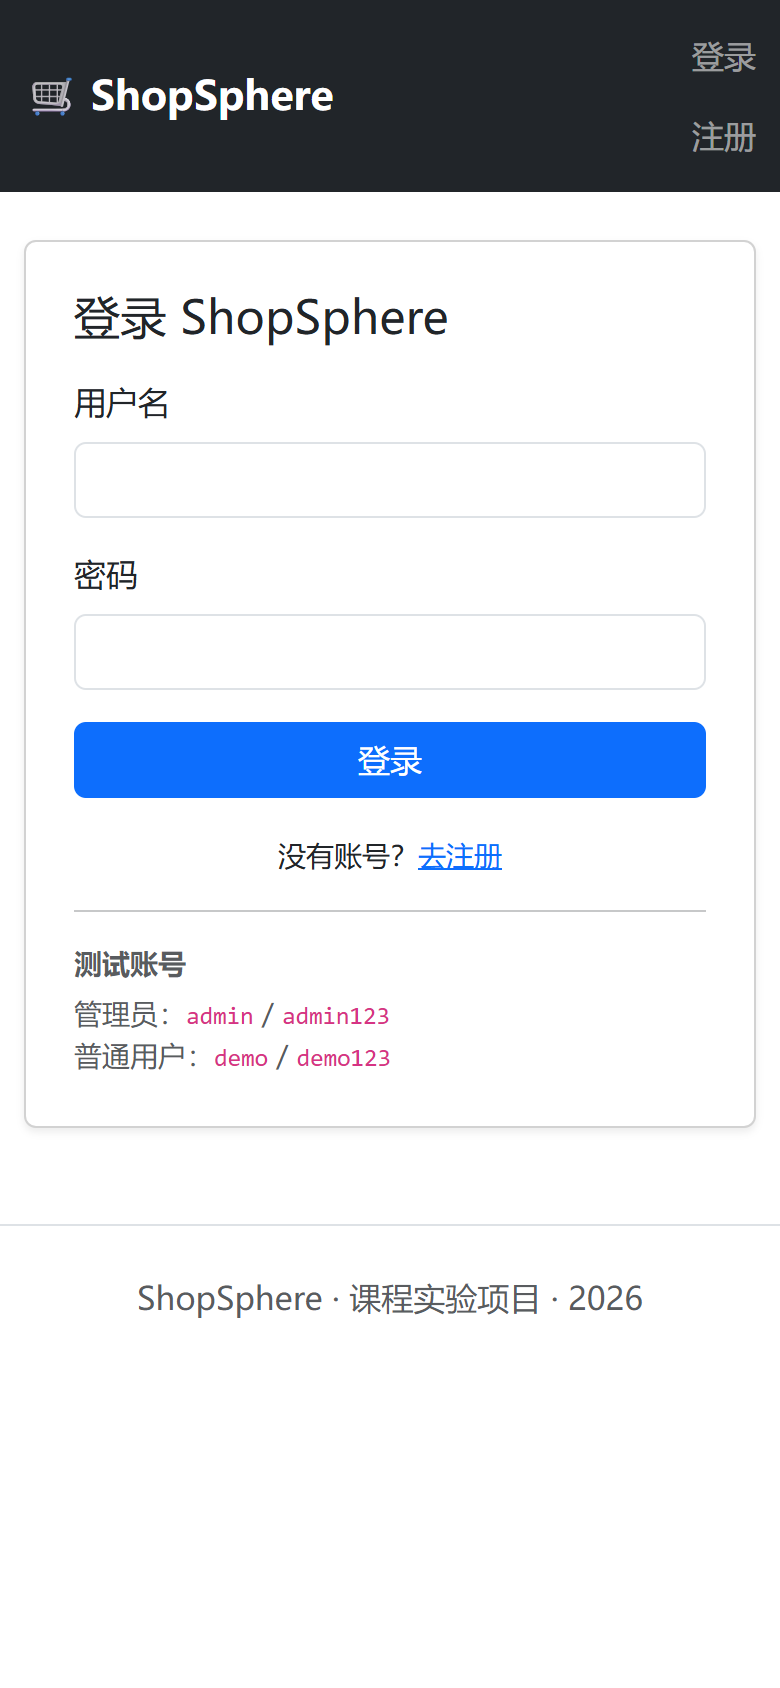 ShopSphere
登录
注册
登录 ShopSphere
用户名
密码
登录
没有账号？去注册
测试账号
管理员：admin / admin123
普通用户：demo / demo123
ShopSphere · 课程实验项目 · 2026